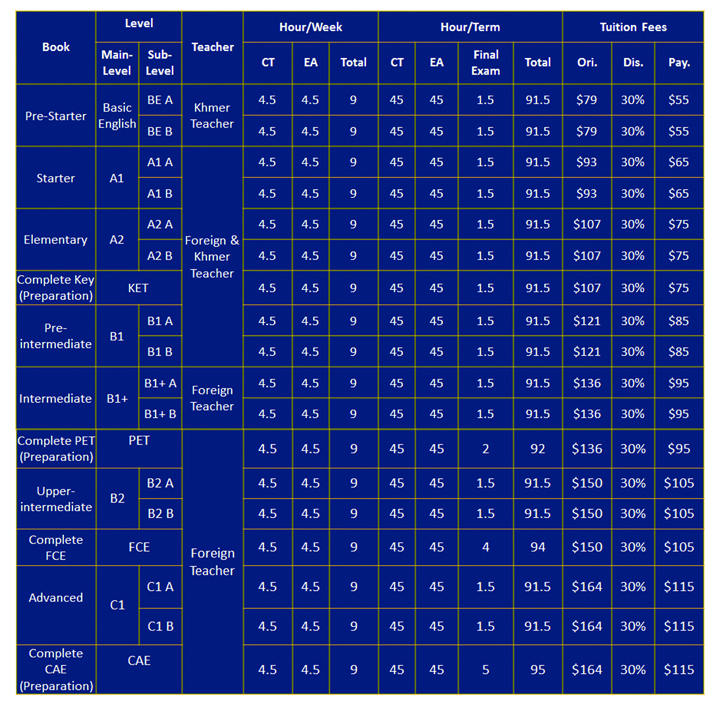 Book Level Teacher Hour/Week Hour/Term Tuition Fees
Main-Level Sub-Level CT EA Total CT EA Final Exam Total Ori. Dis. Pay.
Pre-Starter Basic English BE A Khmer Teacher 4.5 4.5 9 45 45 1.5 91.5 $79 30% $55
BE B 4.5 4.5 9 45 45 1.5 91.5 $79 30% $55
Starter A1 A1 A Foreign & Khmer Teacher 4.5 4.5 9 45 45 1.5 91.5 $93 30% $65
A1 B 4.5 4.5 9 45 45 1.5 91.5 $93 30% $65
Elementary A2 A2 A 4.5 4.5 9 45 45 1.5 91.5 $107 30% $75
A2 B 4.5 4.5 9 45 45 1.5 91.5 $107 30% $75
Complete Key (Preparation) KET 4.5 4.5 9 45 45 1.5 91.5 $107 30% $75
Pre-intermediate B1 B1 A 4.5 4.5 9 45 45 1.5 91.5 $121 30% $85
B1 B 4.5 4.5 9 45 45 1.5 91.5 $121 30% $85
Intermediate B1+ B1+ A Foreign Teacher 4.5 4.5 9 45 45 1.5 91.5 $136 30% $95
B1+ B 4.5 4.5 9 45 45 1.5 91.5 $136 30% $95
Complete PET (Preparation) PET Foreign Teacher 4.5 4.5 9 45 45 2 92 $136 30% $95
Upper-intermediate B2 B2 A 4.5 4.5 9 45 45 1.5 91.5 $150 30% $105
B2 B 4.5 4.5 9 45 45 1.5 91.5 $150 30% $105
Complete FCE FCE 4.5 4.5 9 45 45 4 94 $150 30% $105
Advanced C1 C1 A 4.5 4.5 9 45 45 1.5 91.5 $164 30% $115
C1 B 4.5 4.5 9 45 45 1.5 91.5 $164 30% $115
Complete CAE (Preparation) CAE 4.5 4.5 9 45 45 5 95 $164 30% $115